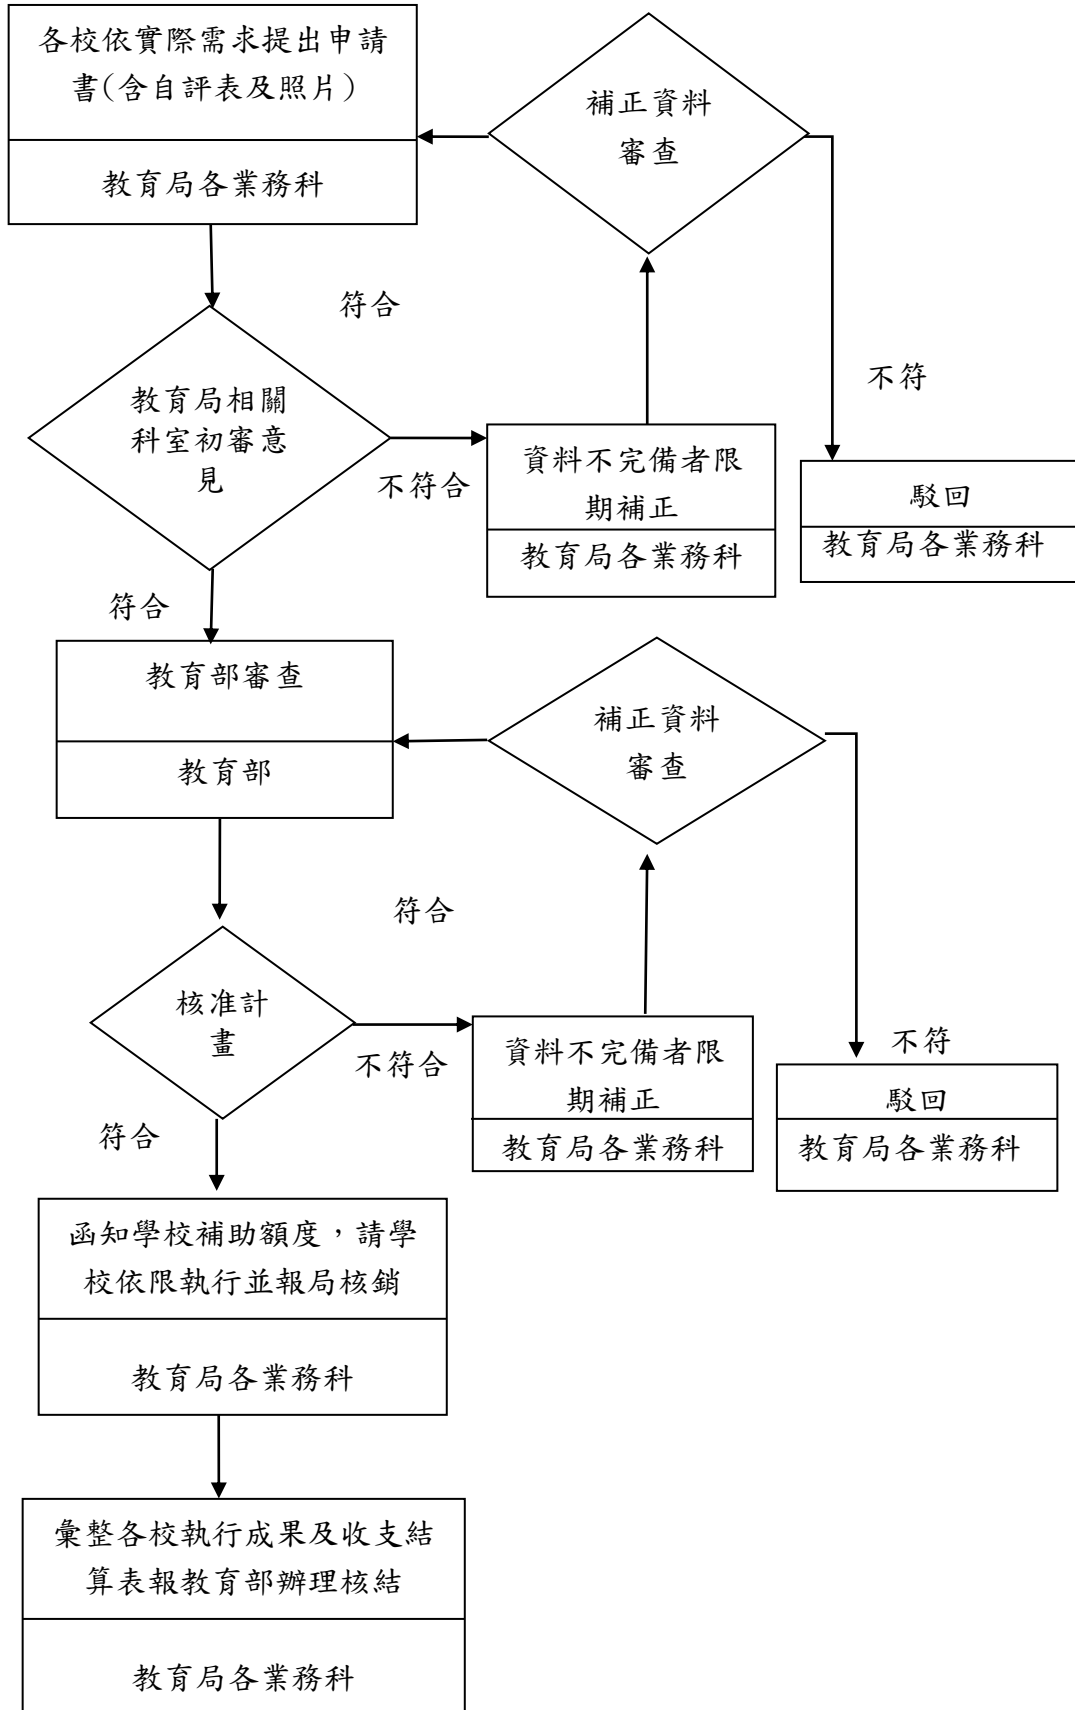 各校依實際需求提出申請
書(含自評表及照片)
教育局各業務科
補正資料
審查
符合
不符
教育局相關
科室初審意
見
不符合
資料不完備者限
期補正
教育局各業務科
駁回
教育局各業務科
符合
教育部審查
教育部
補正資料
審查
符合
核准計
畫
不符合
資料不完備者限
期補正
教育局各業務科
不符
駁回
教育局各業務科
符合
函知學校補助額度，請學
校依限執行並報局核銷
教育局各業務科
彙整各校執行成果及收支結
算表報教育部辦理核結
教育局各業務科